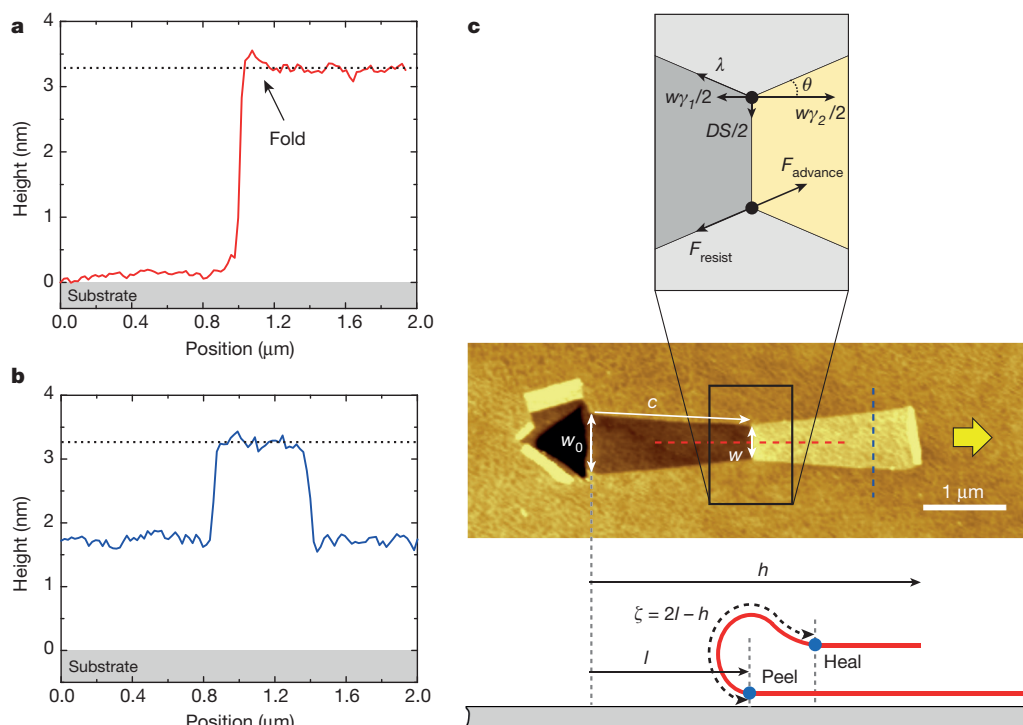 a
4
3
2
1
0
Height (nm)
Fold
Substrate
0.0 0.4 0.8 1.2 1.6 2.0
Position (μm)
b
4
3
2
1
0
Height (nm)
Substrate
0.0 0.4 0.8 1.2 1.6 2.0
Position (μm)
c
λ
θ
wγ₁/2
wγ₂/2
DS/2
F_advance
F_resist
c
w₀
w
1 μm
h
ζ = 2l – h
l
Peel
Heal